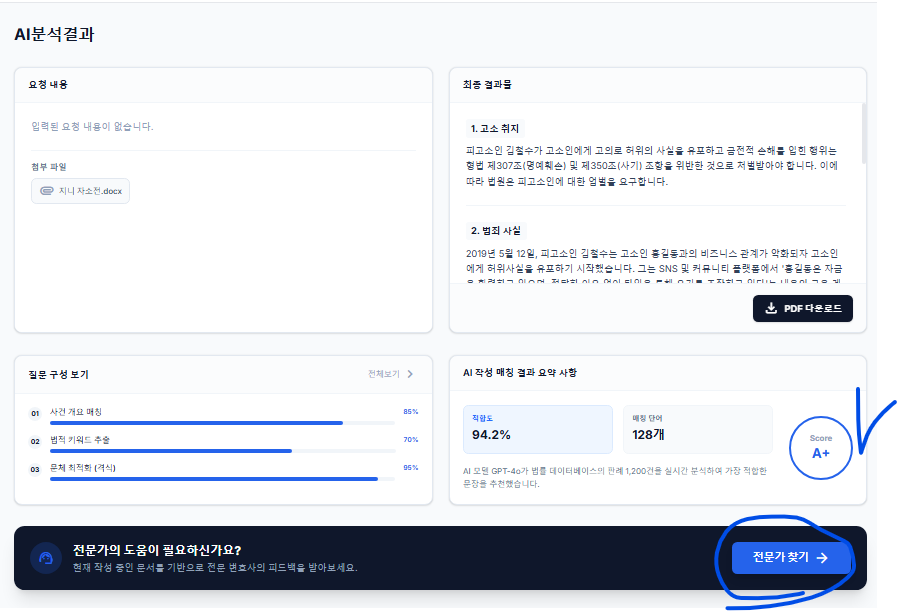 AI분석결과
요청 내용
입력된 요청 내용이 없습니다.
첨부 파일
지니 자소전.docx
최종 결과물
1. 고소 취지
피고소인 김철수가 고소인에게 고의로 허위의 사실을 유포하고 금전적 손해를 입힌 행위는
형법 제307조(명예훼손) 및 제350조(사기) 조항을 위반한 것으로 처벌받아야 합니다. 이에
따라 법원은 피고소인에 대한 엄벌을 요구합니다.
2. 범죄 사실
2019년 5월 12일, 피고소인 김철수는 고소인 홍길동과의 비즈니스 관계가 악화되자 고소인
에게 허위사실을 유포하기 시작했습니다. 그는 SNS 및 커뮤니티 플랫폼에서 '홍길동은 자금
PDF 다운로드
질문 구성 보기
전체보기
01 사건 개요 매칭 85%
02 법적 키워드 추출 70%
03 문체 최적화 (격식) 95%
AI 작성 매칭 결과 요약 사항
적합도
94.2%
매칭 단어
128개
Score
A+
AI 모델 GPT-4o가 법률 데이터베이스의 판례 1,200건을 실시간 분석하여 가장 적합한
문장을 추천했습니다.
전문가의 도움이 필요하신가요?
현재 작성 중인 문서를 기반으로 전문 변호사의 피드백을 받아보세요.
전문가 찾기 →